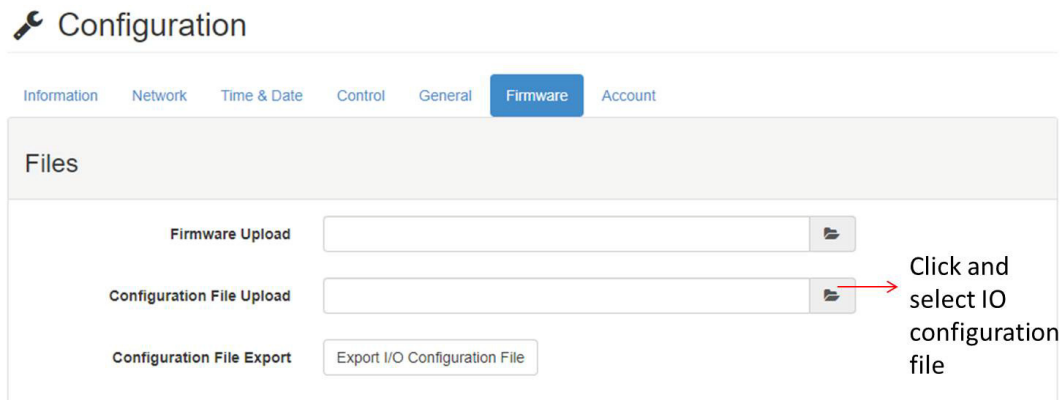 Configuration
Information Network Time & Date Control General Firmware Account
Files
Firmware Upload
Configuration File Upload
Configuration File Export Export I/O Configuration File
Click and
select IO
configuration
file